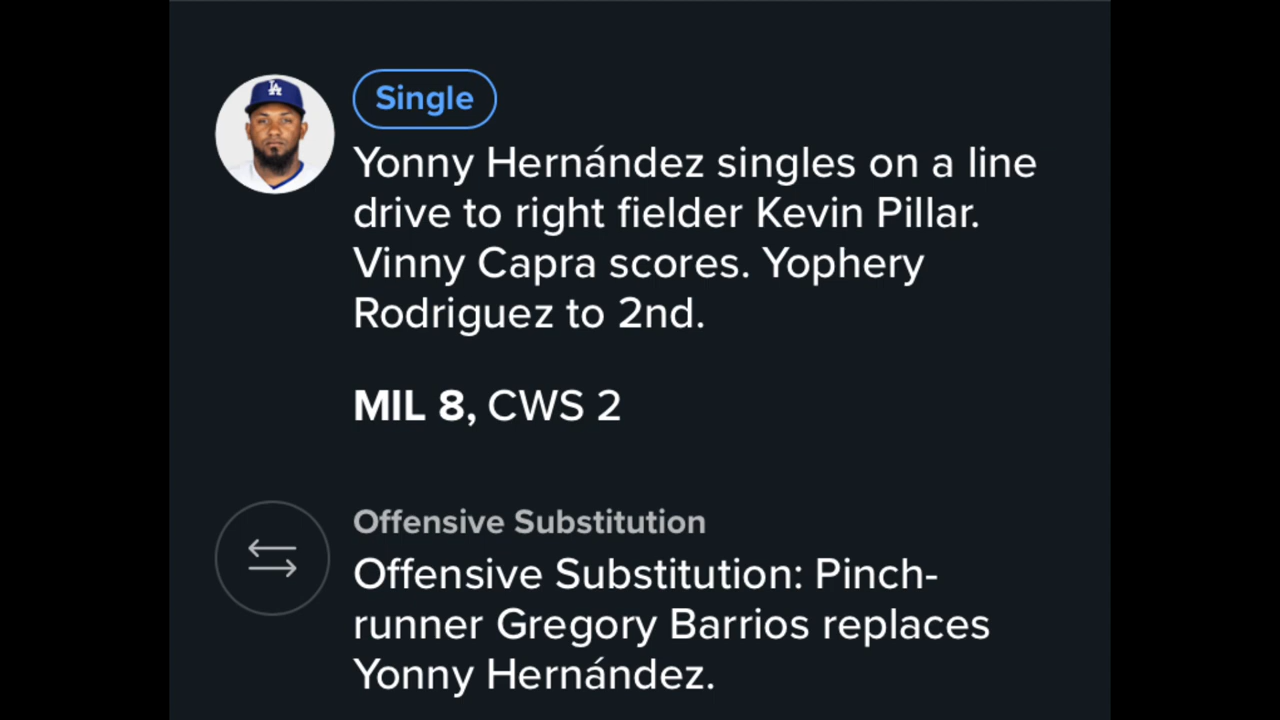 LA
Single
Yonny Hernández singles on a line
drive to right fielder Kevin Pillar.
Vinny Capra scores. Yophery
Rodriguez to 2nd.
MIL 8, CWS 2
Offensive Substitution
Offensive Substitution: Pinch-
runner Gregory Barrios replaces
Yonny Hernández.